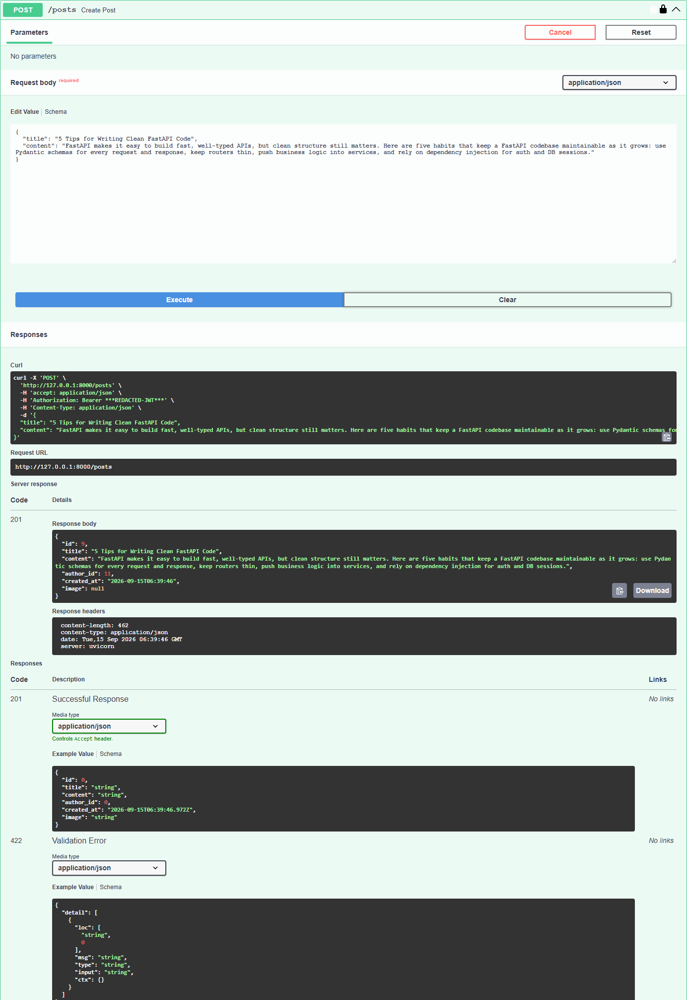 POST /posts Create Post
Parameters Cancel Reset
No parameters
Request body required application/json
Edit Value Schema
{
  "title": "5 Tips for Writing Clean FastAPI Code",
  "content": "FastAPI makes it easy to build fast, well-typed APIs, but clean structure still matters. Here are five habits that keep a FastAPI codebase maintainable as it grows: use
Pydantic schemas for every request and response, keep routers thin, push business logic into services, and rely on dependency injection for auth and DB sessions."
}
Execute Clear
Responses
Curl
curl -X 'POST' \
  'http://127.0.0.1:8000/posts' \
  -H 'accept: application/json' \
  -H 'Authorization: Bearer ***REDACTED-JWT***' \
  -H 'Content-Type: application/json' \
  -d '{
  "title": "5 Tips for Writing Clean FastAPI Code",
  "content": "FastAPI makes it easy to build fast, well-typed APIs, but clean structure still matters. Here are five habits that keep a FastAPI codebase maintainable as it grows: use Pydantic schemas for
}'
Request URL
http://127.0.0.1:8000/posts
Server response
Code Details
201
Response body
{
  "id": 9,
  "title": "5 Tips for Writing Clean FastAPI Code",
  "content": "FastAPI makes it easy to build fast, well-typed APIs, but clean structure still matters. Here are five habits that keep a FastAPI codebase maintainable as it grows: use Pydan
tic schemas for every request and response, keep routers thin, push business logic into services, and rely on dependency injection for auth and DB sessions.",
  "author_id": 11,
  "created_at": "2026-09-15T06:39:46",
  "image": null
}
Download
Response headers
content-length: 462
content-type: application/json
date: Tue,15 Sep 2026 06:39:46 GMT
server: uvicorn
Responses
Code Description Links
201 Successful Response No links
Media type
application/json
Controls Accept header.
Example Value Schema
{
  "id": 0,
  "title": "string",
  "content": "string",
  "author_id": 0,
  "created_at": "2026-09-15T06:39:46.972Z",
  "image": "string"
}
422 Validation Error No links
Media type
application/json
Example Value Schema
{
  "detail": [
    {
      "loc": [
        "string",
        0
      ],
      "msg": "string",
      "type": "string",
      "input": "string",
      "ctx": {}
    }
  ]